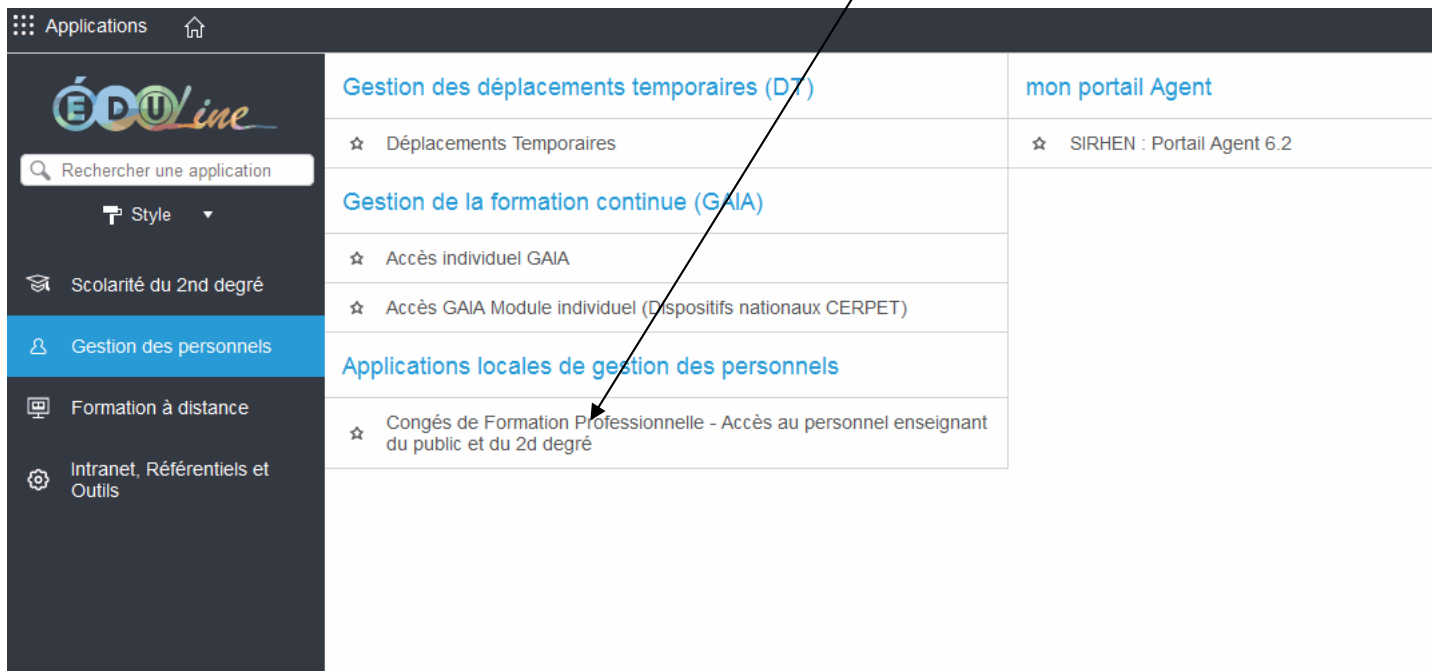 Applications
ÉDULine
Rechercher une application
Style
Scolarité du 2nd degré
Gestion des personnels
Formation à distance
Intranet, Référentiels et
Outils
Gestion des déplacements temporaires (DT)
Déplacements Temporaires
Gestion de la formation continue (GAIA)
Accès individuel GAIA
Accès GAIA Module individuel (Dispositifs nationaux CERPET)
Applications locales de gestion des personnels
Congés de Formation Professionnelle - Accès au personnel enseignant
du public et du 2d degré
mon portail Agent
SIRHEN : Portail Agent 6.2